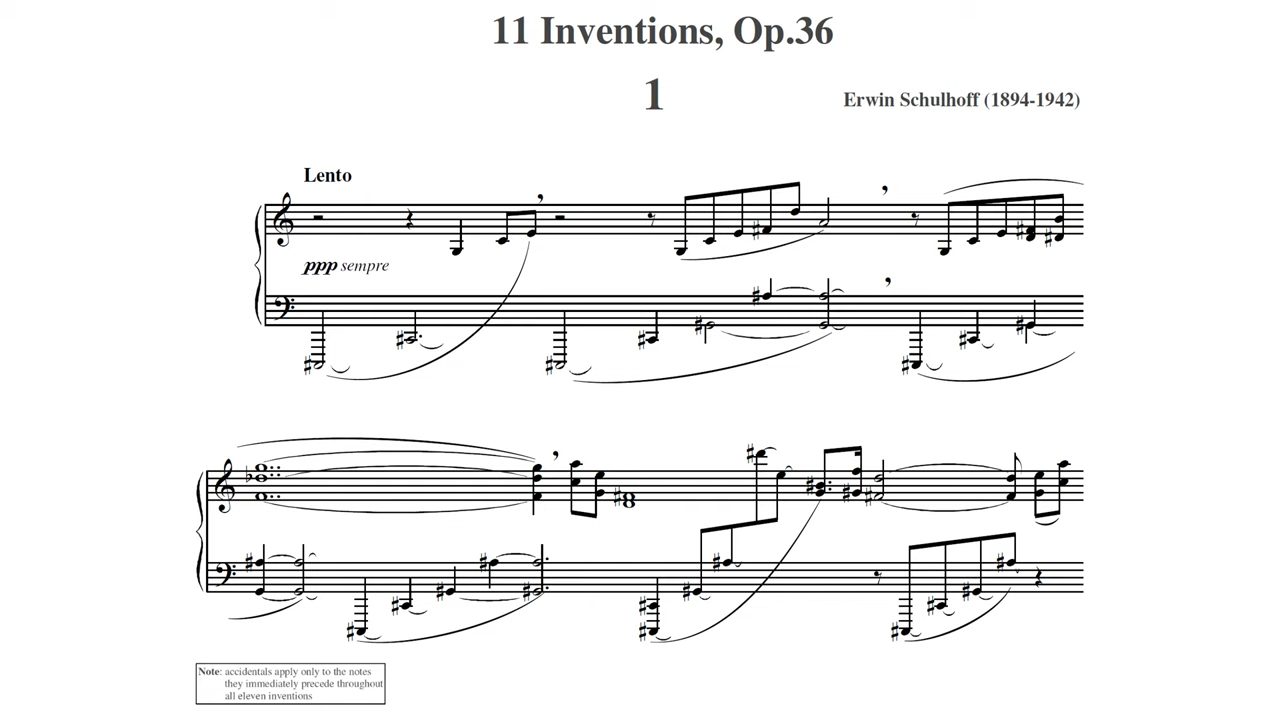 11 Inventions, Op.36
1
Erwin Schulhoff (1894-1942)
Lento
ppp sempre
Note: accidentals apply only to the notes
they immediately precede throughout
all eleven inventions